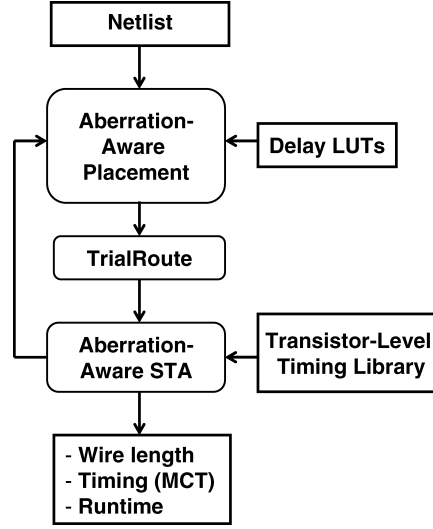 Netlist
Aberration-
Aware
Placement
Delay LUTs
TrialRoute
Aberration-
Aware STA
Transistor-Level
Timing Library
- Wire length
- Timing (MCT)
- Runtime